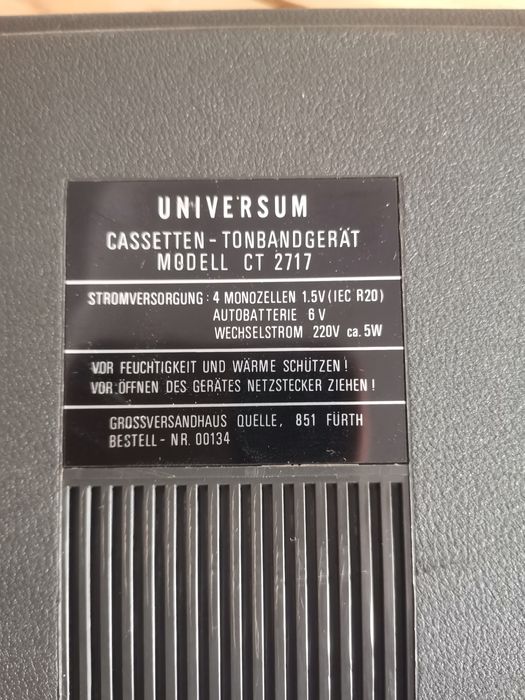 UNIVERSUM
CASSETTEN - TONBANDGERÄT
MODELL CT 2717
STROMVERSORGUNG : 4 MONOZELLEN 1.5V (IEC R20)
AUTOBATTERIE 6 V
WECHSELSTROM 220V ca. 5W
VOR FEUCHTIGKEIT UND WÄRME SCHÜTZEN !
VOR ÖFFNEN DES GERÄTES NETZSTECKER ZIEHEN !
GROSSVERSANDHAUS QUELLE, 851 FÜRTH
BESTELL - NR. 00134